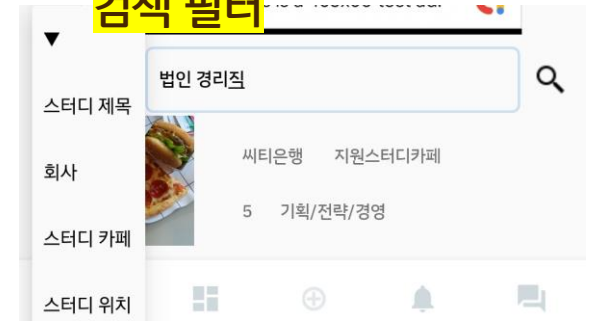 검색 필터
▼
법인 경리직
스터디 제목
씨티은행 지원스터디카페
회사
5 기획/전략/경영
스터디 카페
스터디 위치